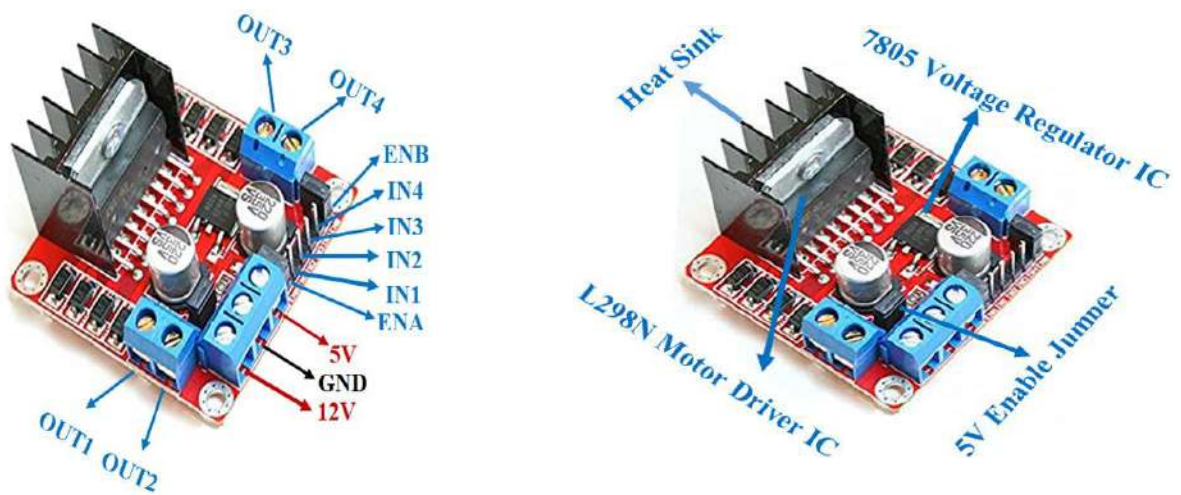 OUT3
OUT4
ENB
IN4
IN3
IN2
IN1
ENA
5V
GND
12V
OUT1 OUT2
Heat Sink
7805 Voltage Regulator IC
L298N Motor Driver IC
5V Enable Jumber